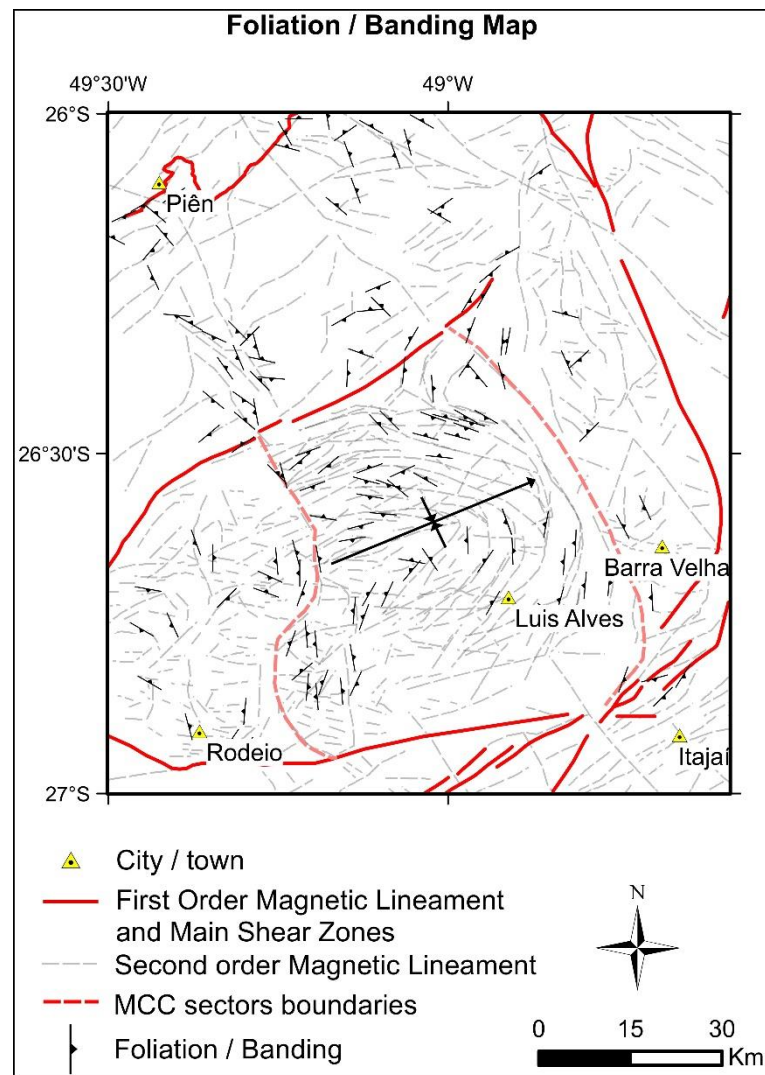 Foliation / Banding Map
49°30'W
49°W
26°S
Piên
26°30'S
Barra Velha
Luis Alves
Rodeio
Itajaí
27°S
City / town
First Order Magnetic Lineament
and Main Shear Zones
Second order Magnetic Lineament
MCC sectors boundaries
Foliation / Banding
N
0
15
30
Km